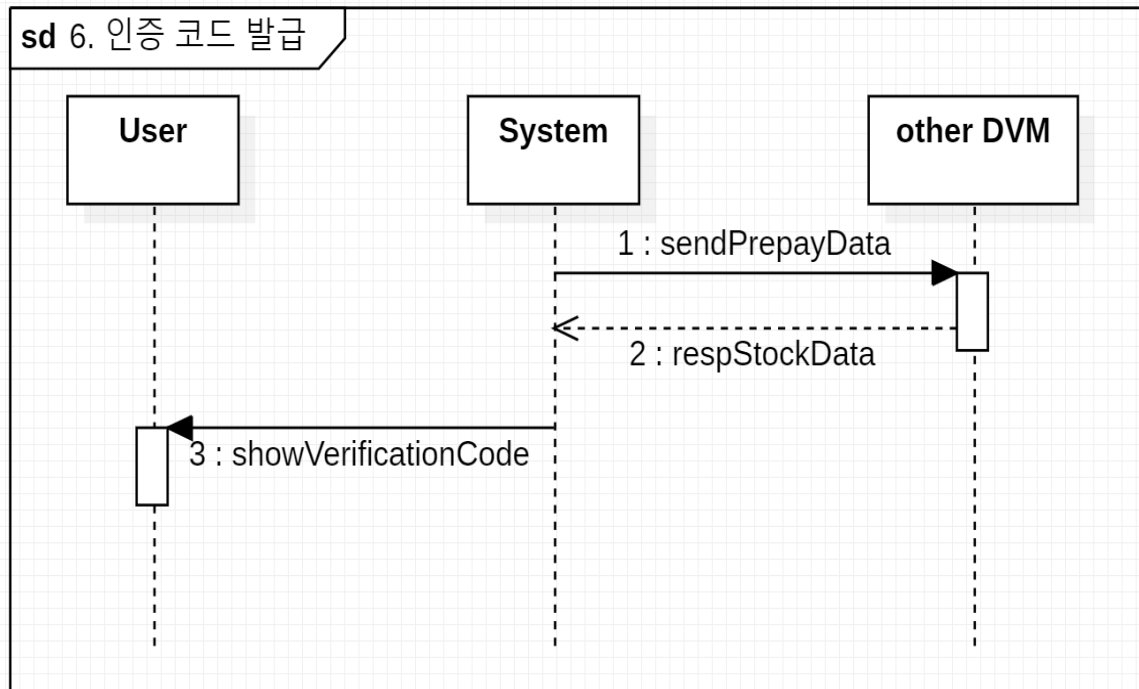 sd 6. 인증 코드 발급
User
System
other DVM
1 : sendPrepayData
2 : respStockData
3 : showVerificationCode